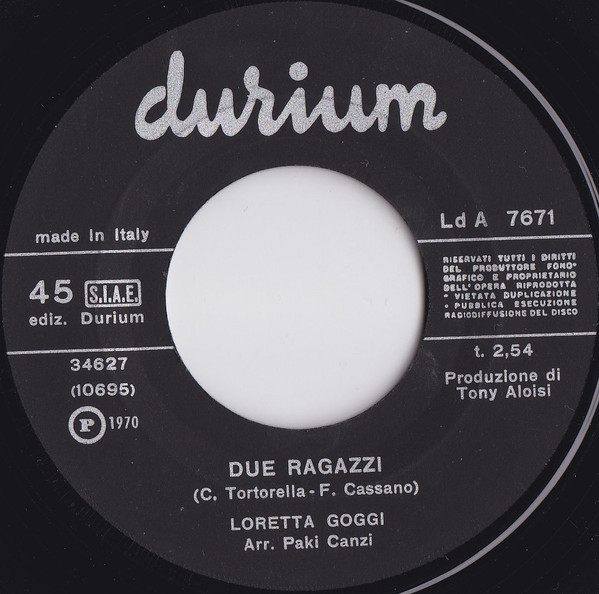 durium
made in Italy
Ld A 7671
45 S.I.A.E.
ediz. Durium
RISERVATI TUTTI I DIRITTI
DEL PRODUTTORE FONO-
GRAFICO E PROPRIETARIO
DELL'OPERA RIPRODOTTA
- VIETATA DUPLICAZIONE
- PUBBLICA ESECUZIONE
RADIODIFFUSIONE DEL DISCO
34627
(10695)
P 1970
t. 2,54
Produzione di
Tony Aloisi
DUE RAGAZZI
(C. Tortorella - F. Cassano)
LORETTA GOGGI
Arr. Paki Canzi